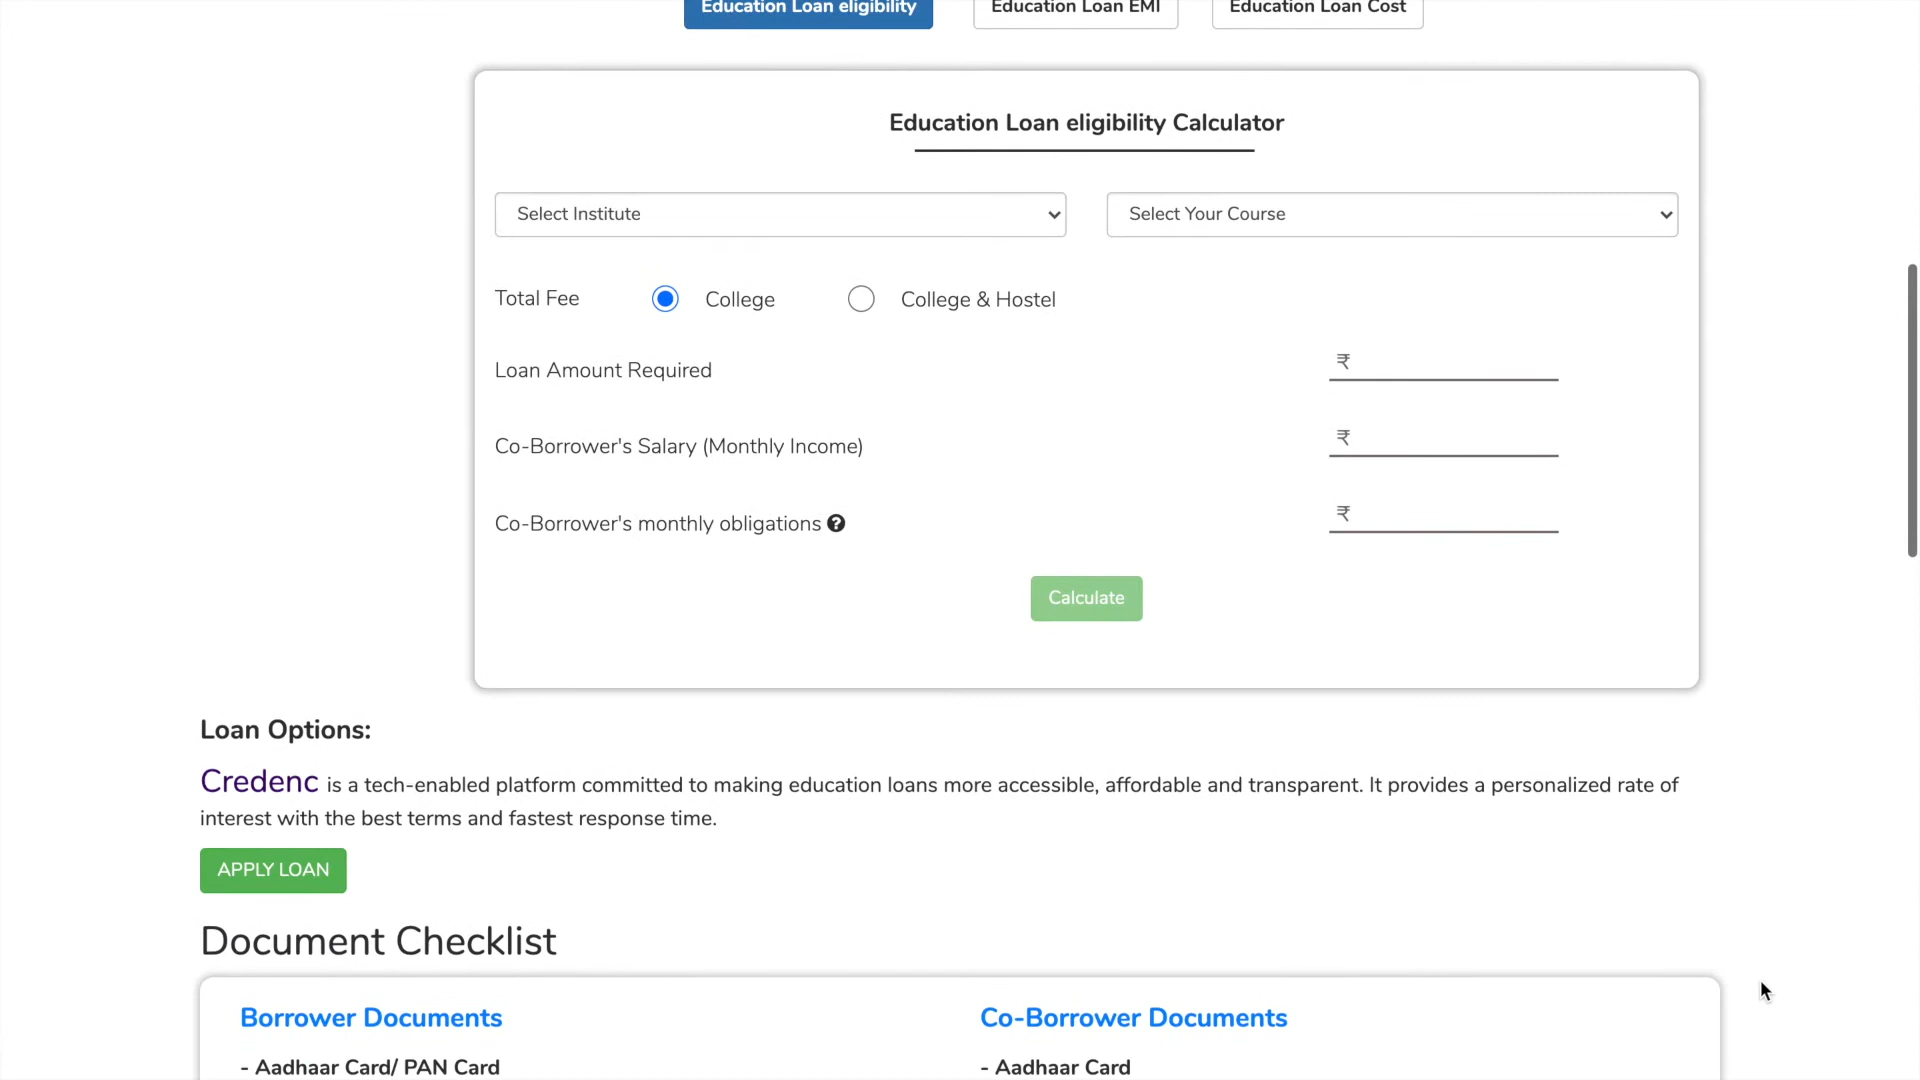 Education Loan eligibility Education Loan EMI Education Loan Cost
Education Loan eligibility Calculator
Select Institute Select Your Course
Total Fee College College & Hostel
Loan Amount Required ₹
Co-Borrower's Salary (Monthly Income) ₹
Co-Borrower's monthly obligations ? ₹
Calculate
Loan Options:
Credenc is a tech-enabled platform committed to making education loans more accessible, affordable and transparent. It provides a personalized rate of
interest with the best terms and fastest response time.
APPLY LOAN
Document Checklist
Borrower Documents Co-Borrower Documents
- Aadhaar Card/ PAN Card - Aadhaar Card